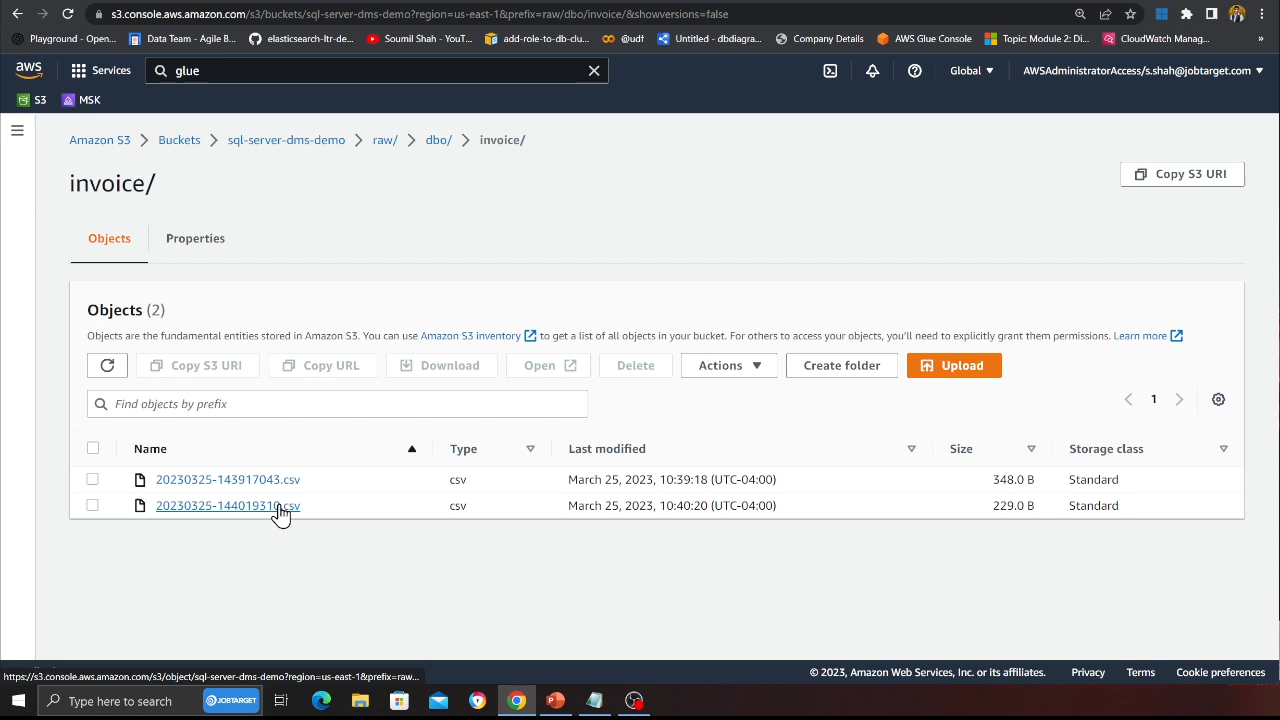 s3.console.aws.amazon.com/s3/buckets/sql-server-dms-demo?region=us-east-1&prefix=raw/dbo/invoice/&showversions=false
Playground - Open... Data Team - Agile B... elasticsearch-ltr-de... Soumil Shah - YouT... add-role-to-db-clu... @udf Untitled - dbdiagra... Company Details AWS Glue Console Topic Module 2: Di... CloudWatch Manag... »
aws Services glue Global AWSAdministratorAccess/s.shah@jobtarget.com
S3 MSK
Amazon S3 Buckets sql-server-dms-demo raw/ dbo/ invoice/
invoice/
Copy S3 URI
Objects Properties
Objects (2)
Objects are the fundamental entities stored in Amazon S3. You can use Amazon S3 inventory to get a list of all objects in your bucket. For others to access your objects, you'll need to explicitly grant them permissions. Learn more
Copy S3 URI Copy URL Download Open Delete Actions Create folder Upload
Find objects by prefix
1
Name Type Last modified Size Storage class
20230325-143917043.csv csv March 25, 2023, 10:39:18 (UTC-04:00) 348.0 B Standard
20230325-144019310.csv csv March 25, 2023, 10:40:20 (UTC-04:00) 229.0 B Standard
© 2023, Amazon Web Services, Inc. or its affiliates. Privacy Terms Cookie preferences
https://s3.console.aws.amazon.com/s3/object/sql-server-dms-demo?region=us-east-1&prefix=raw...
Type here to search JOBTARGET